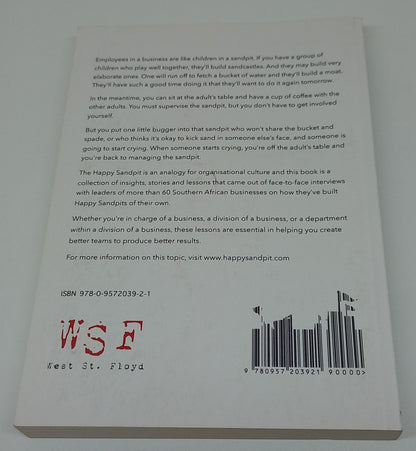 Employees in a business are like children in a sandpit. If you have a group of
children who play well together, they'll build sandcastles. And they may build very
elaborate ones. One will run off to fetch a bucket of water and they'll build a moat.
They'll have such a good time doing it that they'll want to do it again tomorrow.
In the meantime, you can sit at the adult's table and have a cup of coffee with
the other adults. You must supervise the sandpit, but you don't have to get involved
yourself.
But you put one little bugger into that sandpit who won't share the bucket and
spade, or who thinks it's okay to kick sand in someone else's face, and someone is
going to start crying. When someone starts crying, you're off the adult's table and
you're back to managing the sandpit.
The Happy Sandpit is an analogy for organisational culture and this book is a
collection of insights, stories and lessons that came out of face-to-face interviews
with leaders of more than 60 Southern African businesses on how they've built
Happy Sandpits of their own.
Whether you're in charge of a business, a division of a business, or a department
within a division of a business, these lessons are essential in helping you create
better teams to produce better results.
For more information on this topic, visit www.happysandpit.com
ISBN 978-0-9572039-2-1
WSF
West St. Floyd
9 780957 203921 90000>